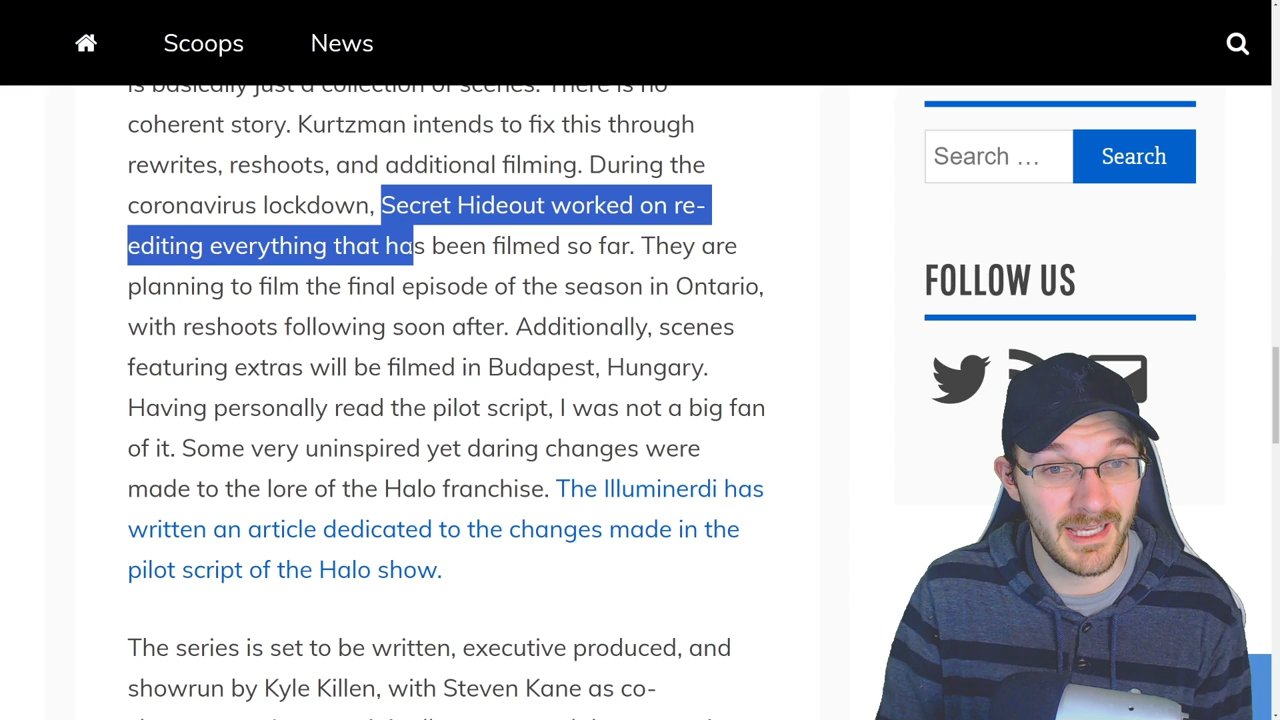 Scoops
News
is basically just a collection of scenes. There is no
coherent story. Kurtzman intends to fix this through
rewrites, reshoots, and additional filming. During the
coronavirus lockdown, Secret Hideout worked on re-
editing everything that has been filmed so far. They are
planning to film the final episode of the season in Ontario,
with reshoots following soon after. Additionally, scenes
featuring extras will be filmed in Budapest, Hungary.
Having personally read the pilot script, I was not a big fan
of it. Some very uninspired yet daring changes were
made to the lore of the Halo franchise. The Illuminerdi has
written an article dedicated to the changes made in the
pilot script of the Halo show.
The series is set to be written, executive produced, and
showrun by Kyle Killen, with Steven Kane as co-
Search …
Search
FOLLOW US